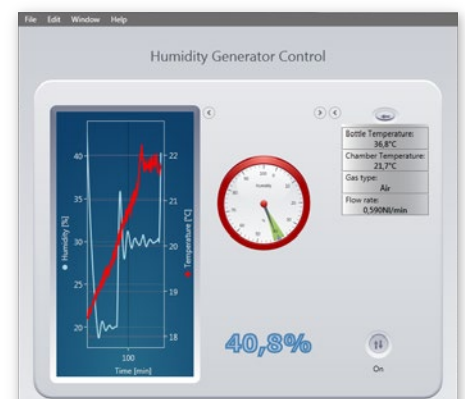 File Edit Window Help
Humidity Generator Control
Bottle Temperature:
36,8°C
Chamber Temperature:
21,7°C
Gas type:
Air
Flow rate:
0,590Nl/min
40
35
30
25
20
Humidity [%]
22
21
20
19
18
Temperature [°C]
100
Time [min]
Humidity
40,8%
On